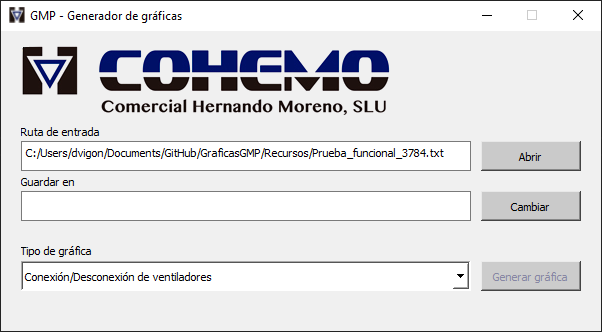 GMP - Generador de gráficas
COHEMO
Comercial Hernando Moreno, SLU
Ruta de entrada
C:/Users/dvigon/Documents/GitHub/GraficasGMP/Recursos/Prueba_funcional_3784.txt
Abrir
Guardar en
Cambiar
Tipo de gráfica
Conexión/Desconexión de ventiladores
Generar gráfica